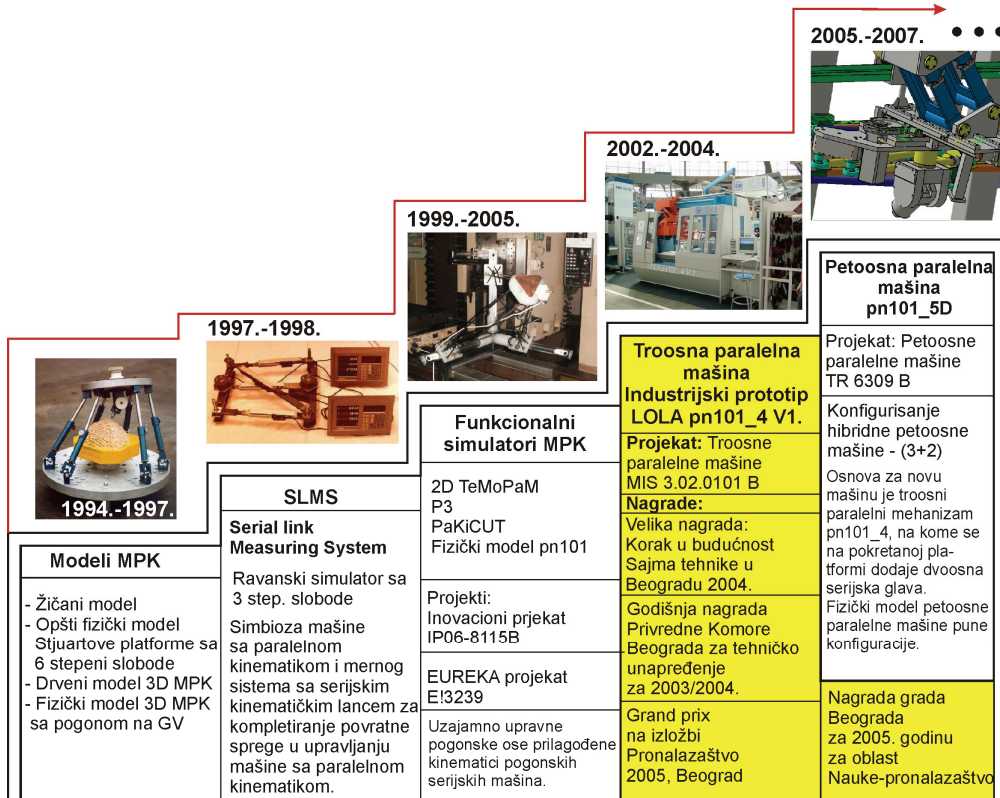 1994.-1997.
Modeli MPK
- Žičani model
- Opšti fizički model
Stjuartove platforme sa
6 stepeni slobode
- Drveni model 3D MPK
- Fizički model 3D MPK
sa pogonom na GV
1997.-1998.
SLMS
Serial link
Measuring System
Ravanski simulator sa
3 step. slobode
Simbioza mašine
sa paralelnom
kinematikom i mernog
sistema sa serijskim
kinematičkim lancem za
kompletiranje povratne
sprege u upravljanju
mašine sa paralelnom
kinematikom.
1999.-2005.
Funkcionalni
simulatori MPK
2D TeMoPaM
P3
PaKiCUT
Fizički model pn101
Projekti:
Inovacioni prjekat
IP06-8115B
EUREKA projekat
E!3239
Uzajamno upravne
pogonske ose prilagođene
kinematici pogonskih
serijskih mašina.
2002.-2004.
Troosna paralelna
mašina
Industrijski prototip
LOLA pn101_4 V1.
Projekat: Troosne
paralelne mašine
MIS 3.02.0101 B
Nagrade:
Velika nagrada:
Korak u budućnost
Sajma tehnike u
Beogradu 2004.
Godišnja nagrada
Privredne Komore
Beograda za tehničko
unapređenje
za 2003/2004.
Grand prix
na izložbi
Pronalazaštvo
2005, Beograd
2005.-2007. • • •
Petoosna paralelna
mašina
pn101_5D
Projekat: Petoosne
paralelne mašine
TR 6309 B
Konfigurisanje
hibridne petoosne
mašine - (3+2)
Osnova za novu
mašinu je troosni
paralelni mehanizam
pn101_4, na kome se
na pokretanoj pla-
tformi dodaje dvoosna
serijska glava.
Fizički model petoosne
paralelne mašine pune
konfiguracije.
Nagrada grada
Beograda
za 2005. godinu
za oblast
Nauke-pronalazaštvo